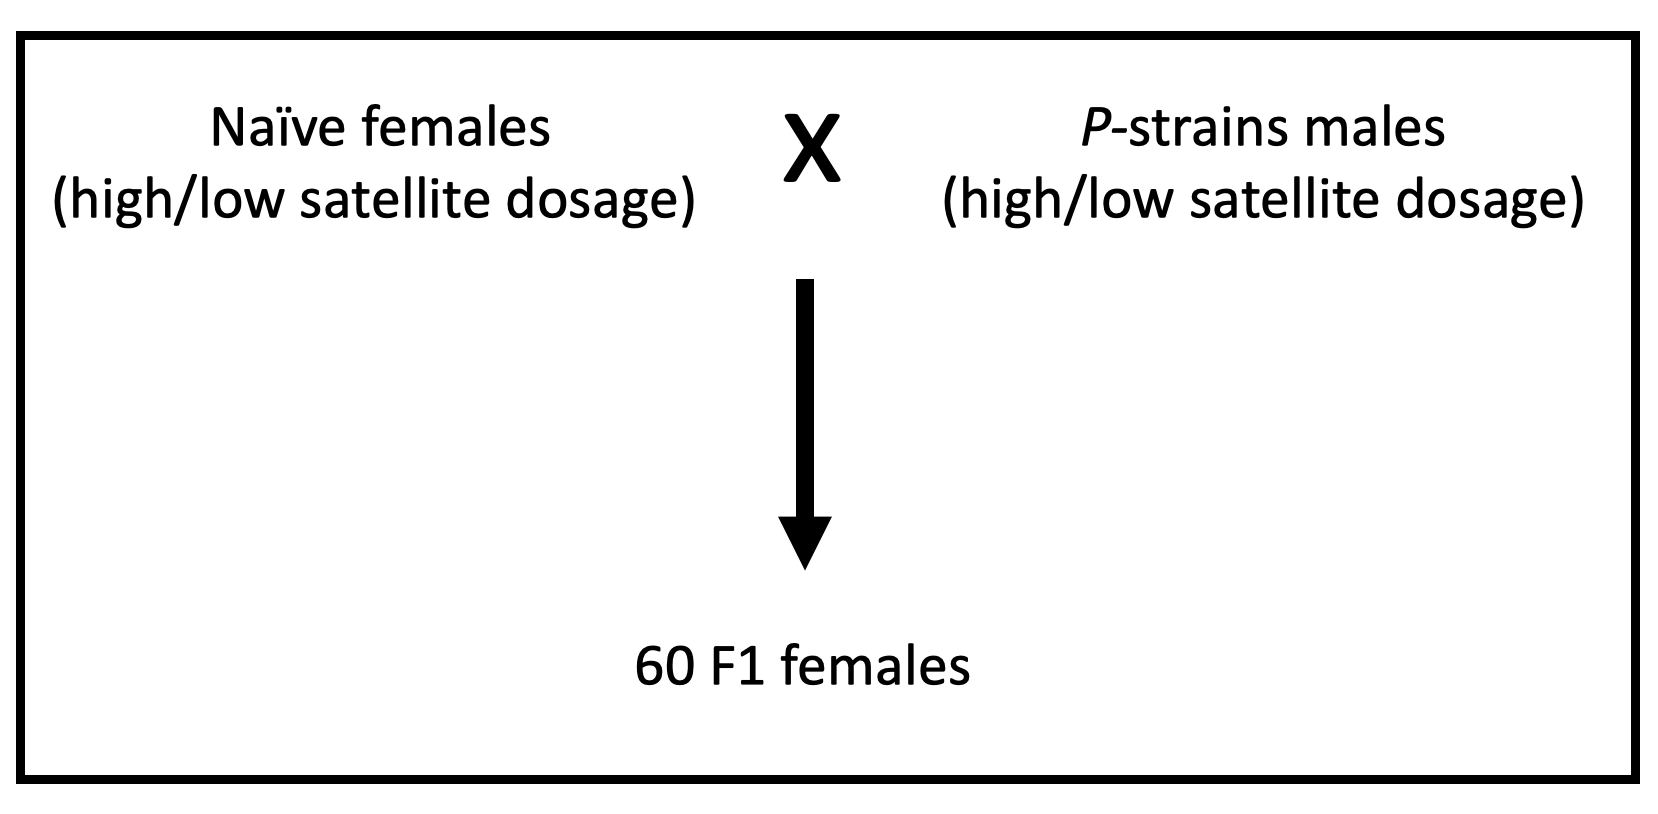 Naïve females
(high/low satellite dosage)
X
P-strains males
(high/low satellite dosage)
60 F1 females